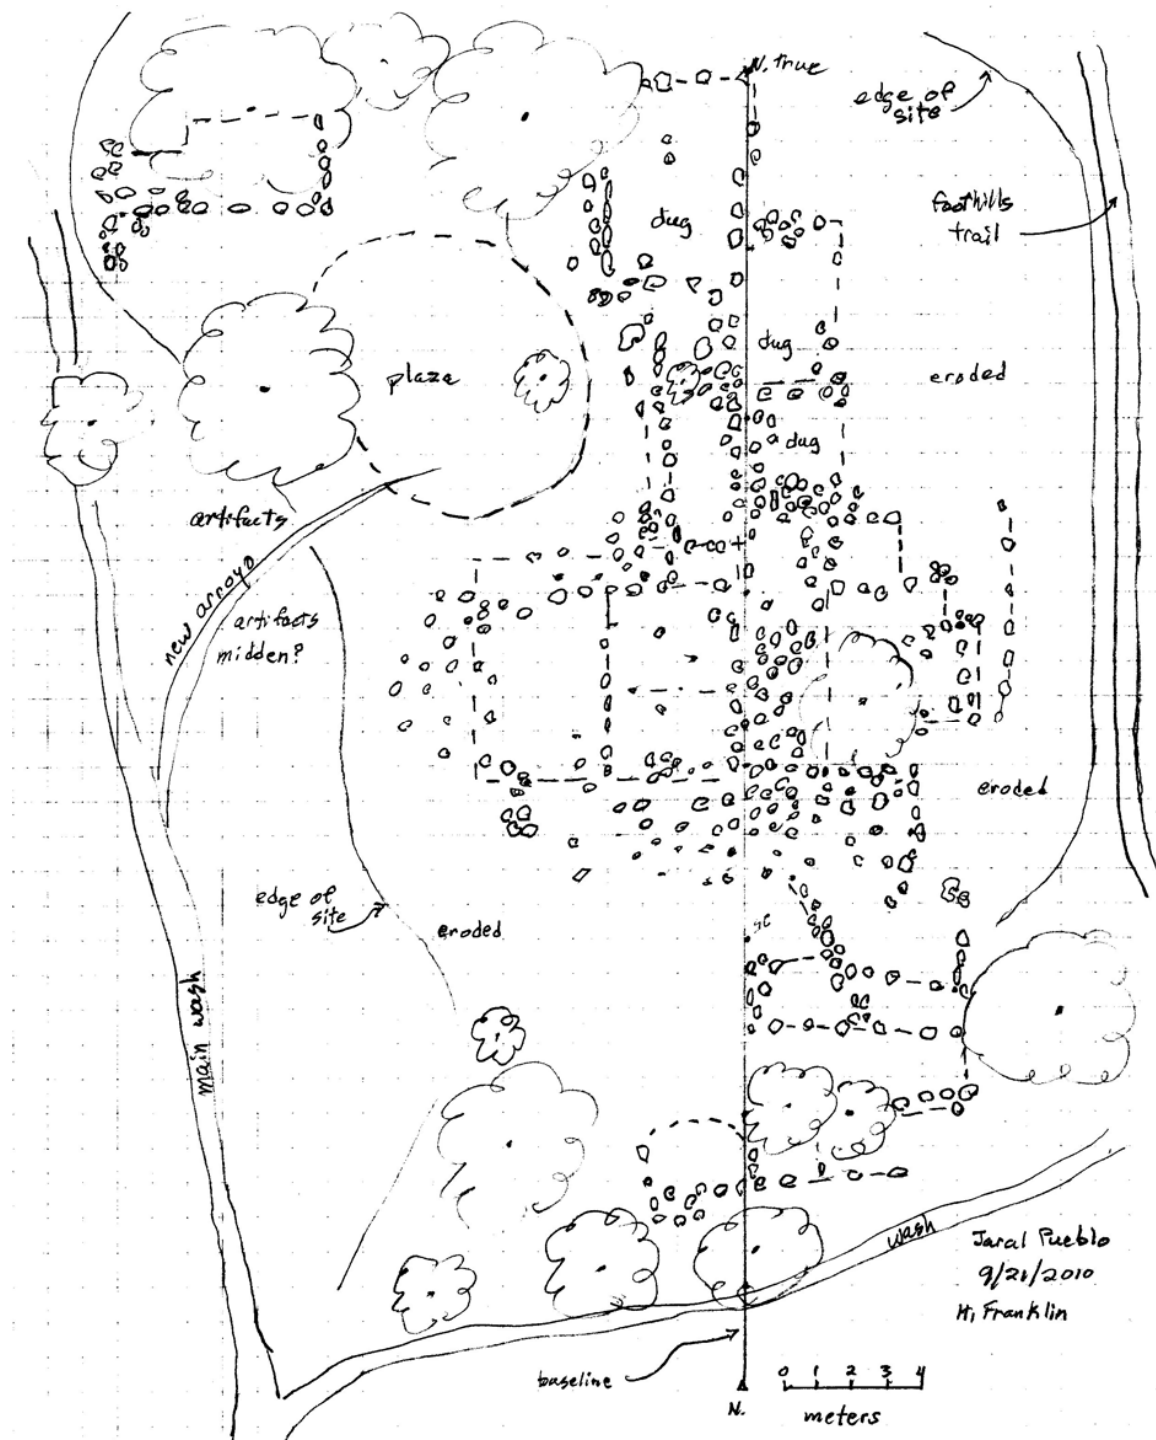 N. true
edge of
site
foothills
trail
dug
dug
plaza
eroded
dug
artifacts
new arroyo
artifacts
midden?
eroded
edge of
site
eroded
main wash
wash
Jaral Pueblo
9/21/2010
H. Franklin
baseline
0 1 2 3 4
N.
meters